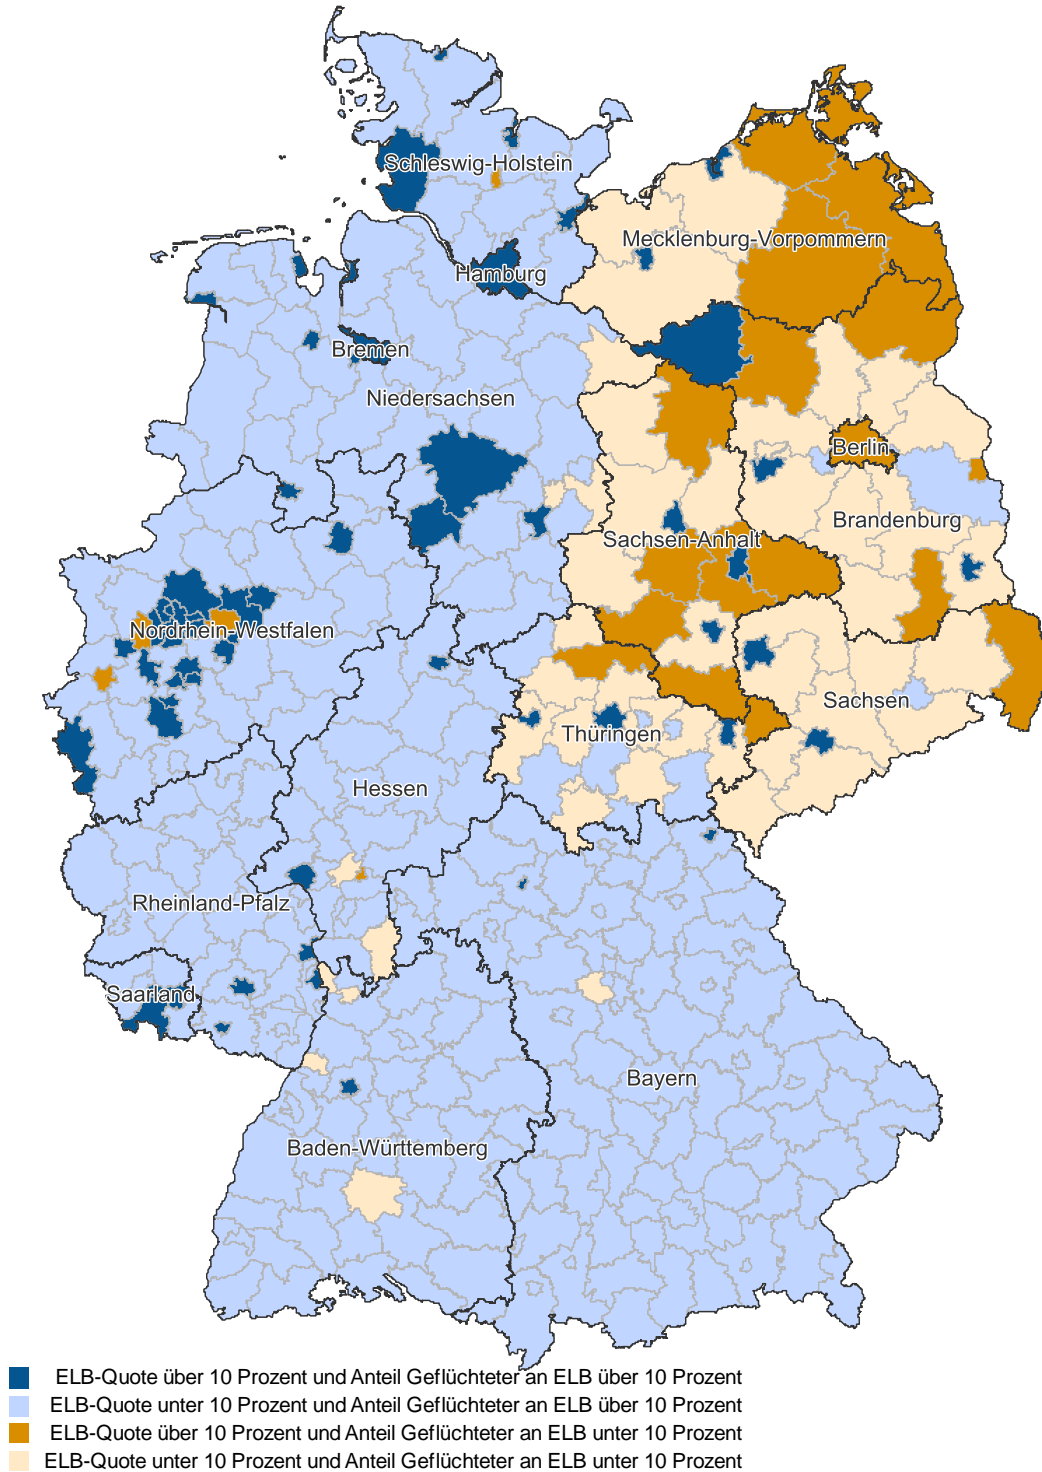 Schleswig-Holstein
Mecklenburg-Vorpommern
Hamburg
Bremen
Niedersachsen
Berlin
Brandenburg
Sachsen-Anhalt
Nordrhein-Westfalen
Sachsen
Thüringen
Hessen
Rheinland-Pfalz
Saarland
Bayern
Baden-Württemberg
ELB-Quote über 10 Prozent und Anteil Geflüchteter an ELB über 10 Prozent
ELB-Quote unter 10 Prozent und Anteil Geflüchteter an ELB über 10 Prozent
ELB-Quote über 10 Prozent und Anteil Geflüchteter an ELB unter 10 Prozent
ELB-Quote unter 10 Prozent und Anteil Geflüchteter an ELB unter 10 Prozent